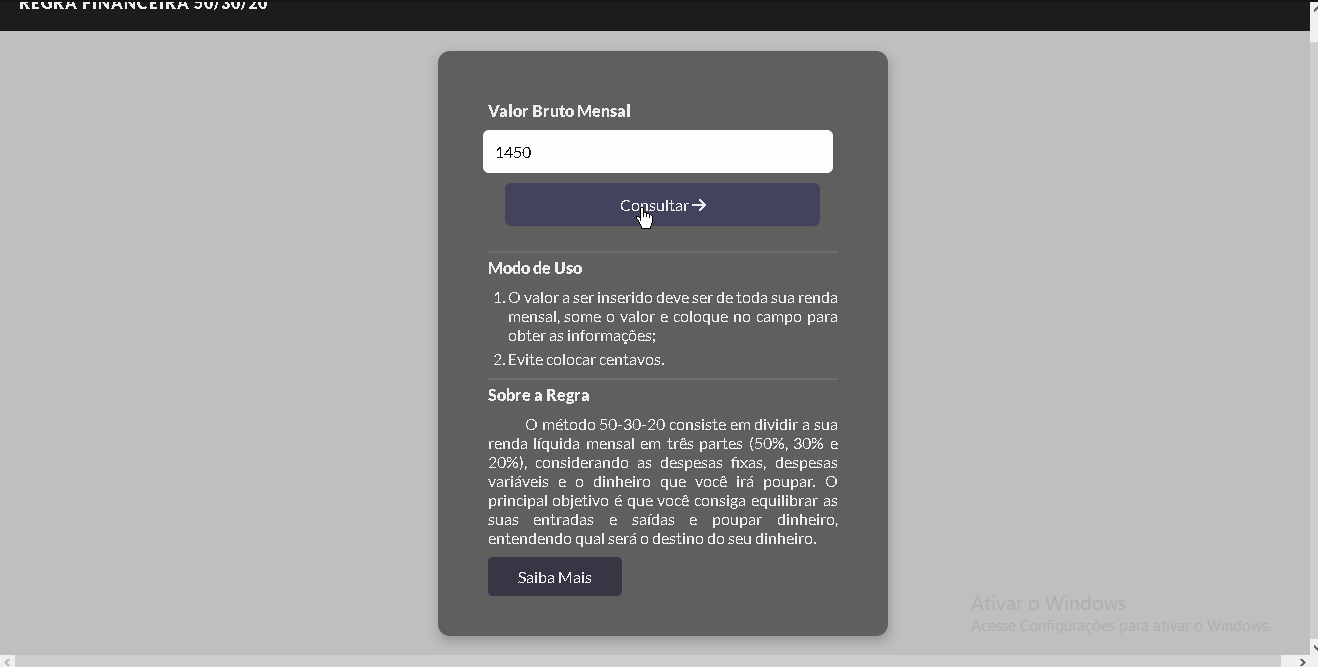 REGRA FINANCEIRA 50/30/20
Valor Bruto Mensal
1450
Consultar
Modo de Uso
1. O valor a ser inserido deve ser de toda sua renda
mensal, some o valor e coloque no campo para
obter as informações;
2. Evite colocar centavos.
Sobre a Regra
O método 50-30-20 consiste em dividir a sua
renda líquida mensal em três partes (50%, 30% e
20%), considerando as despesas fixas, despesas
variáveis e o dinheiro que você irá poupar. O
principal objetivo é que você consiga equilibrar as
suas entradas e saídas e poupar dinheiro,
entendendo qual será o destino do seu dinheiro.
Saiba Mais
Ativar o Windows
Acesse Configurações para ativar o Windows.